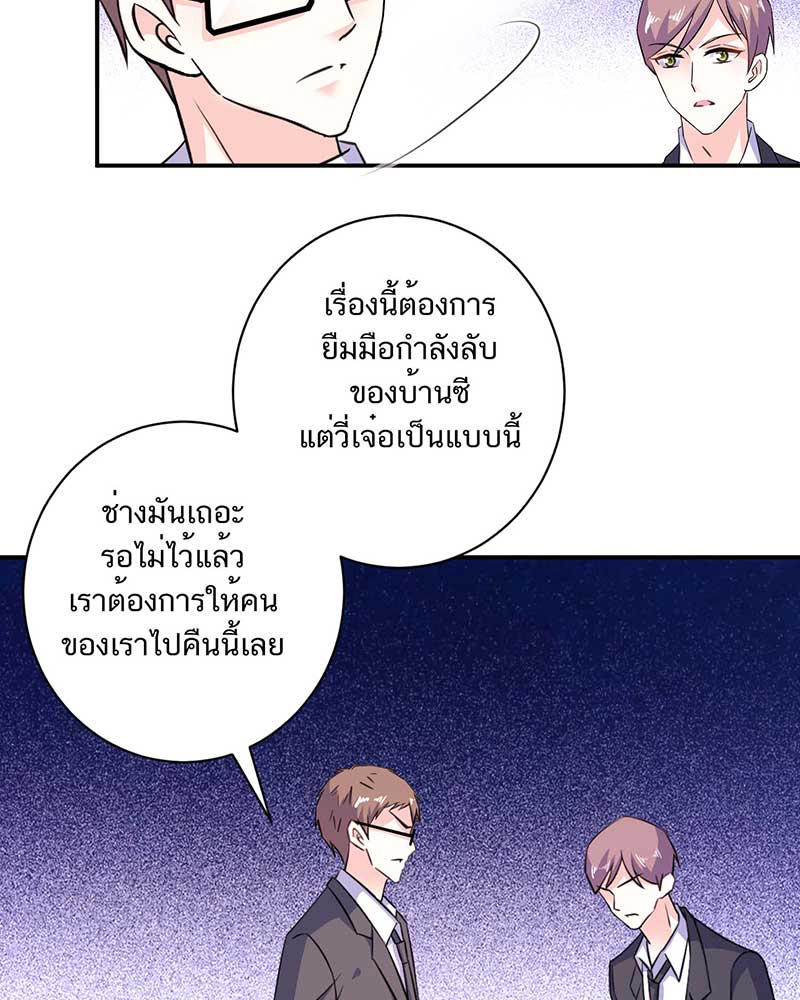 เรื่องนี้ต้องการ
ยืมมือกำลังลับ
ของบ้านซี
แต่วี่เจ๋อเป็นแบบนี้
ช่างมันเถอะ
รอไม่ไว้แล้ว
เราต้องการให้คน
ของเราไปคืนนี้เลย